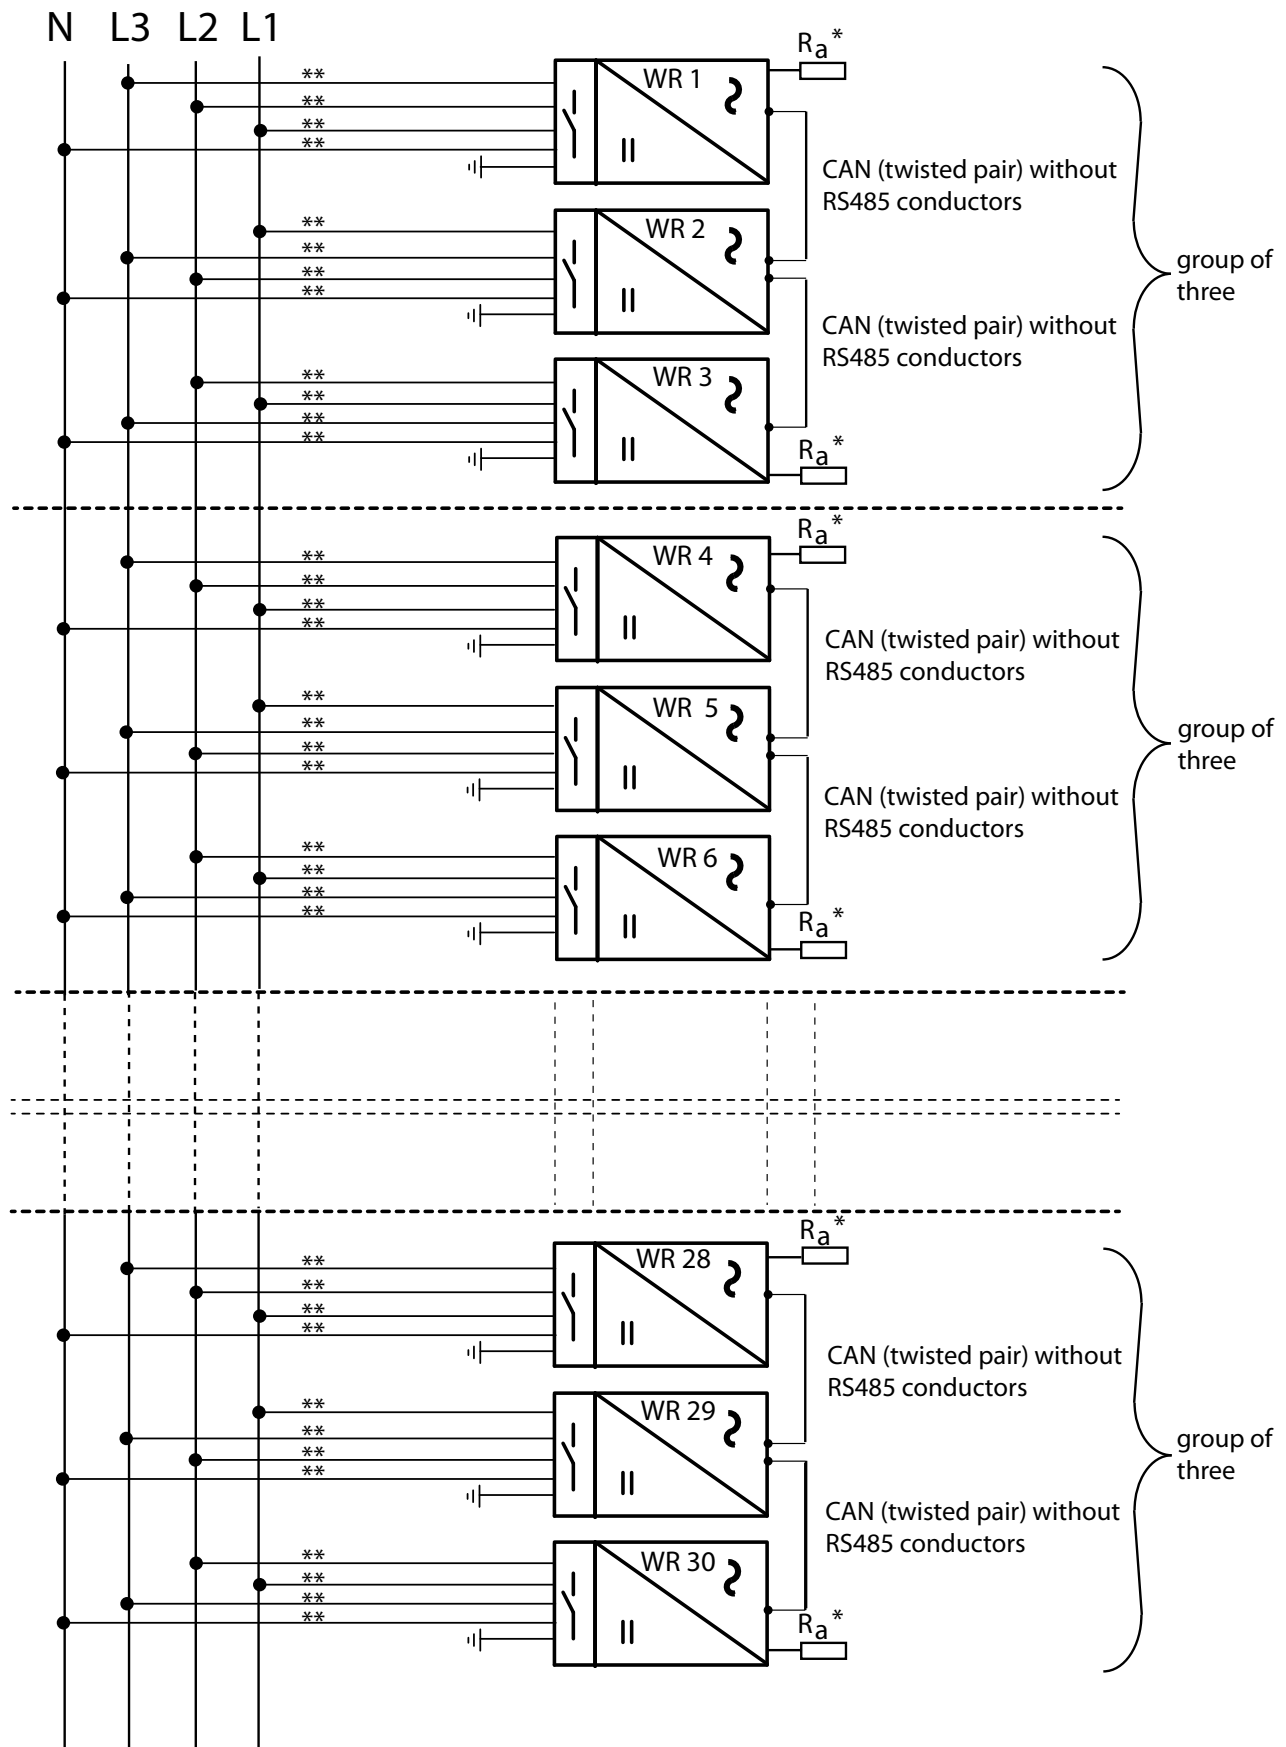 N L3 L2 L1
Ra*
WR 1
**
**
**
**
CAN (twisted pair) without
RS485 conductors
WR 2
**
**
**
**
group of
three
CAN (twisted pair) without
RS485 conductors
WR 3
**
**
**
**
Ra*
Ra*
WR 4
**
**
**
**
CAN (twisted pair) without
RS485 conductors
WR 5
**
**
**
**
group of
three
CAN (twisted pair) without
RS485 conductors
WR 6
**
**
**
**
Ra*
Ra*
WR 28
**
**
**
**
CAN (twisted pair) without
RS485 conductors
WR 29
**
**
**
**
group of
three
CAN (twisted pair) without
RS485 conductors
WR 30
**
**
**
**
Ra*